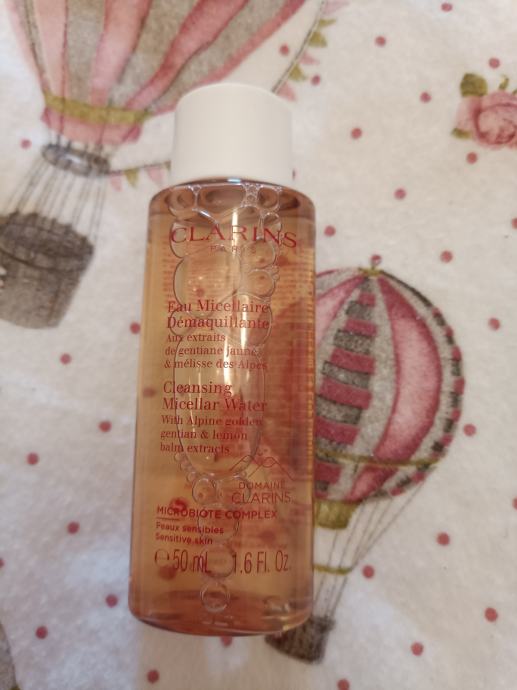 CLARINS
PARIS
Eau Micellaire
Démaquillante
Aux extraits
de gentiane jaune
& mélisse des Alpes
Cleansing
Micellar Water
With Alpine golden
gentian & lemon
balm extracts
DOMAINE
CLARINS
MICROBIOTE COMPLEX
Peaux sensibles
Sensitive skin
℮50 mL 1.6 Fl. Oz.